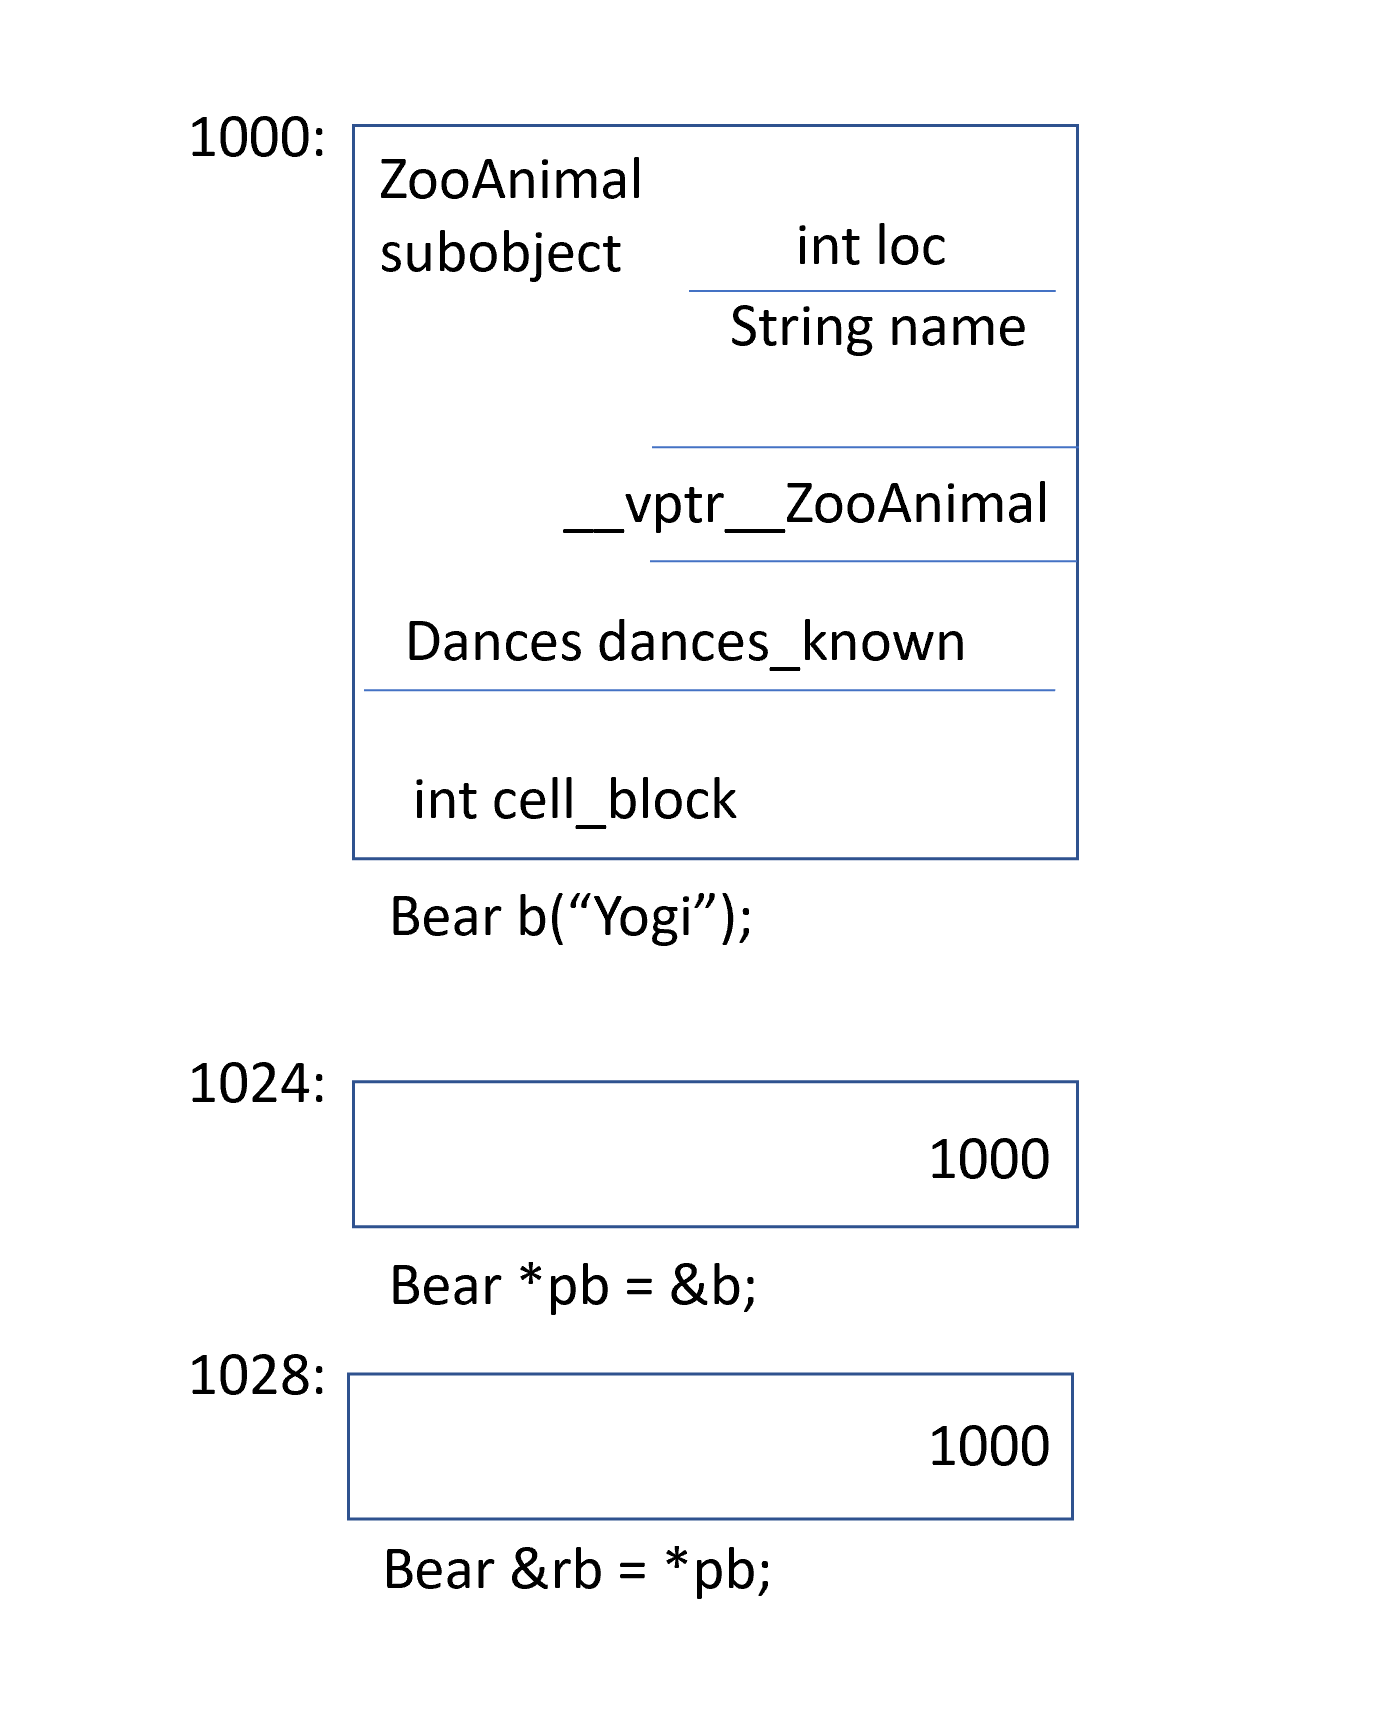 1000:
ZooAnimal
subobject
int loc
String name
__vptr__ZooAnimal
Dances dances_known
int cell_block
Bear b(“Yogi”);
1024:
1000
Bear *pb = &b;
1028:
1000
Bear &rb = *pb;